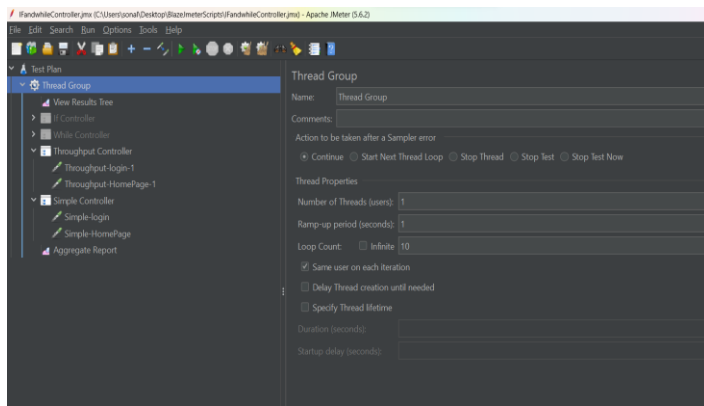 IFandwhileController.jmx (C:\Users\sonal\Desktop\BlazeJmeterScripts\IFandwhileController.jmx) - Apache JMeter (5.6.2)
File Edit Search Run Options Tools Help
Test Plan
Thread Group
View Results Tree
If Controller
While Controller
Throughput Controller
Throughput-login-1
Throughput-HomePage-1
Simple Controller
Simple-login
Simple-HomePage
Aggregate Report
Thread Group
Name: Thread Group
Comments:
Action to be taken after a Sampler error
Continue Start Next Thread Loop Stop Thread Stop Test Stop Test Now
Thread Properties
Number of Threads (users): 1
Ramp-up period (seconds): 1
Loop Count: Infinite 10
Same user on each iteration
Delay Thread creation until needed
Specify Thread lifetime
Duration (seconds):
Startup delay (seconds):